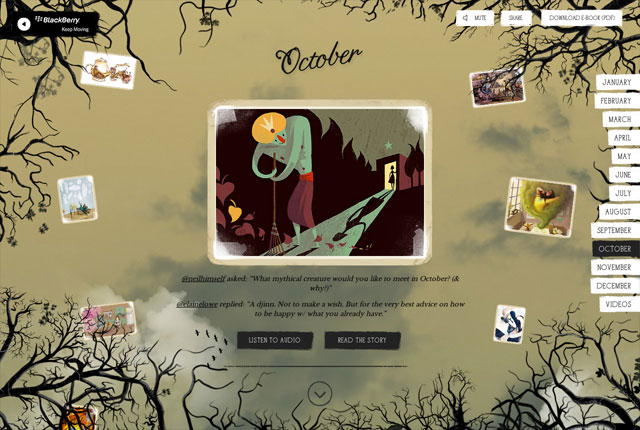 BlackBerry
Keep Moving
MUTE
SHARE
DOWNLOAD E-BOOK (PDF)
October
JANUARY
FEBRUARY
MARCH
APRIL
MAY
JUNE
JULY
AUGUST
SEPTEMBER
OCTOBER
NOVEMBER
DECEMBER
VIDEOS
@neilhimself asked: "What mythical creature would you like to meet in October? (&
why?)"
@elainelowe replied: "A djinn. Not to make a wish. But for the very best advice on how
to be happy w/ what you already have."
LISTEN TO AUDIO
READ THE STORY